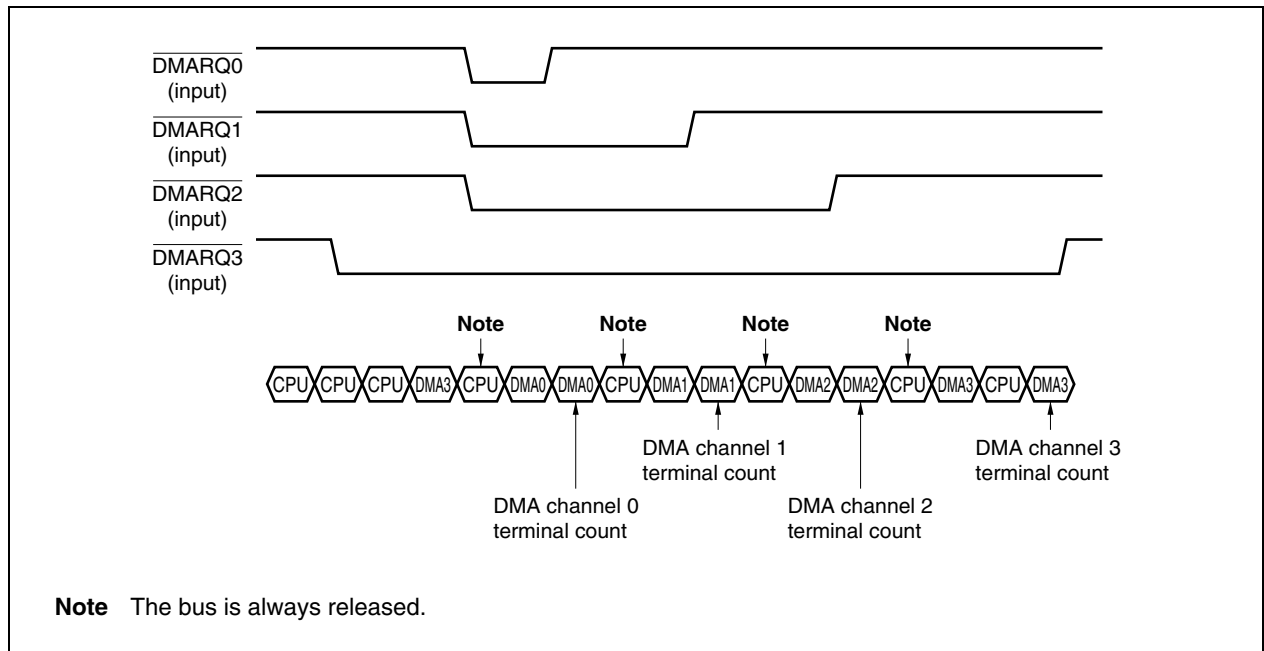 DMARQ0
(input)
DMARQ1
(input)
DMARQ2
(input)
DMARQ3
(input)
Note Note Note Note
CPU CPU CPU DMA3 CPU DMA0 DMA0 CPU DMA1 DMA1 CPU DMA2 DMA2 CPU DMA3 CPU DMA3
DMA channel 1
terminal count
DMA channel 3
terminal count
DMA channel 0
terminal count
DMA channel 2
terminal count
Note The bus is always released.